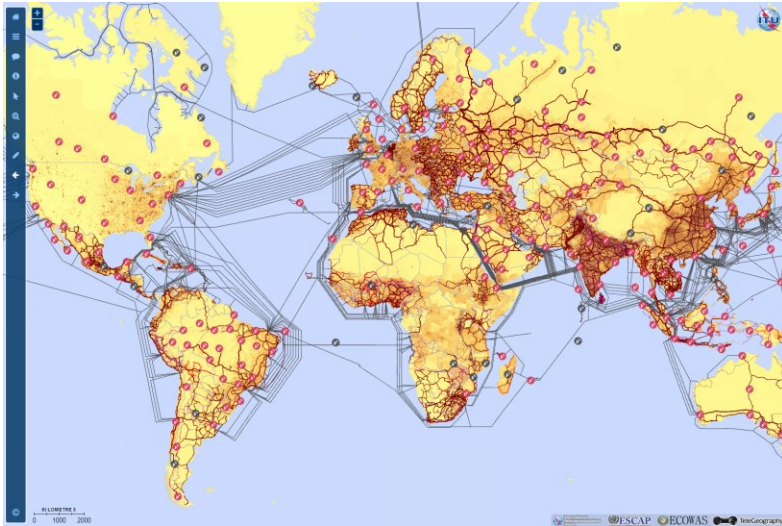 ITU
KILOMETRES
0 1000 2000
ESCAP
ECOWAS
TeleGeography